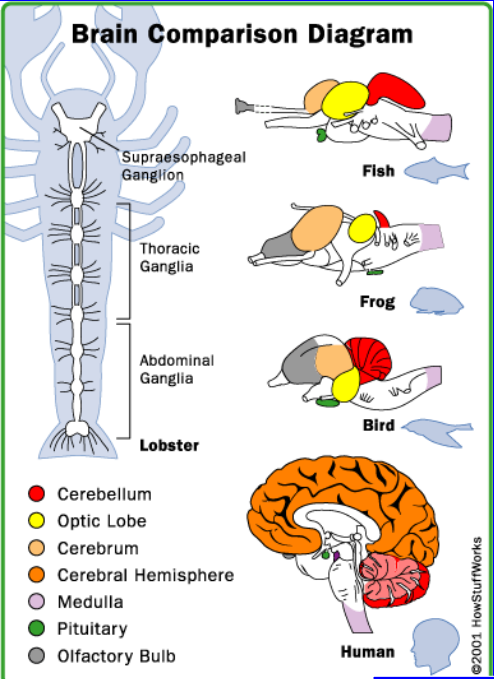 Brain Comparison Diagram
Supraesophageal
Ganglion
Thoracic
Ganglia
Abdominal
Ganglia
Lobster
Fish
Frog
Bird
Cerebellum
Optic Lobe
Cerebrum
Cerebral Hemisphere
Medulla
Pituitary
Olfactory Bulb
Human
©2001 HowStuffWorks